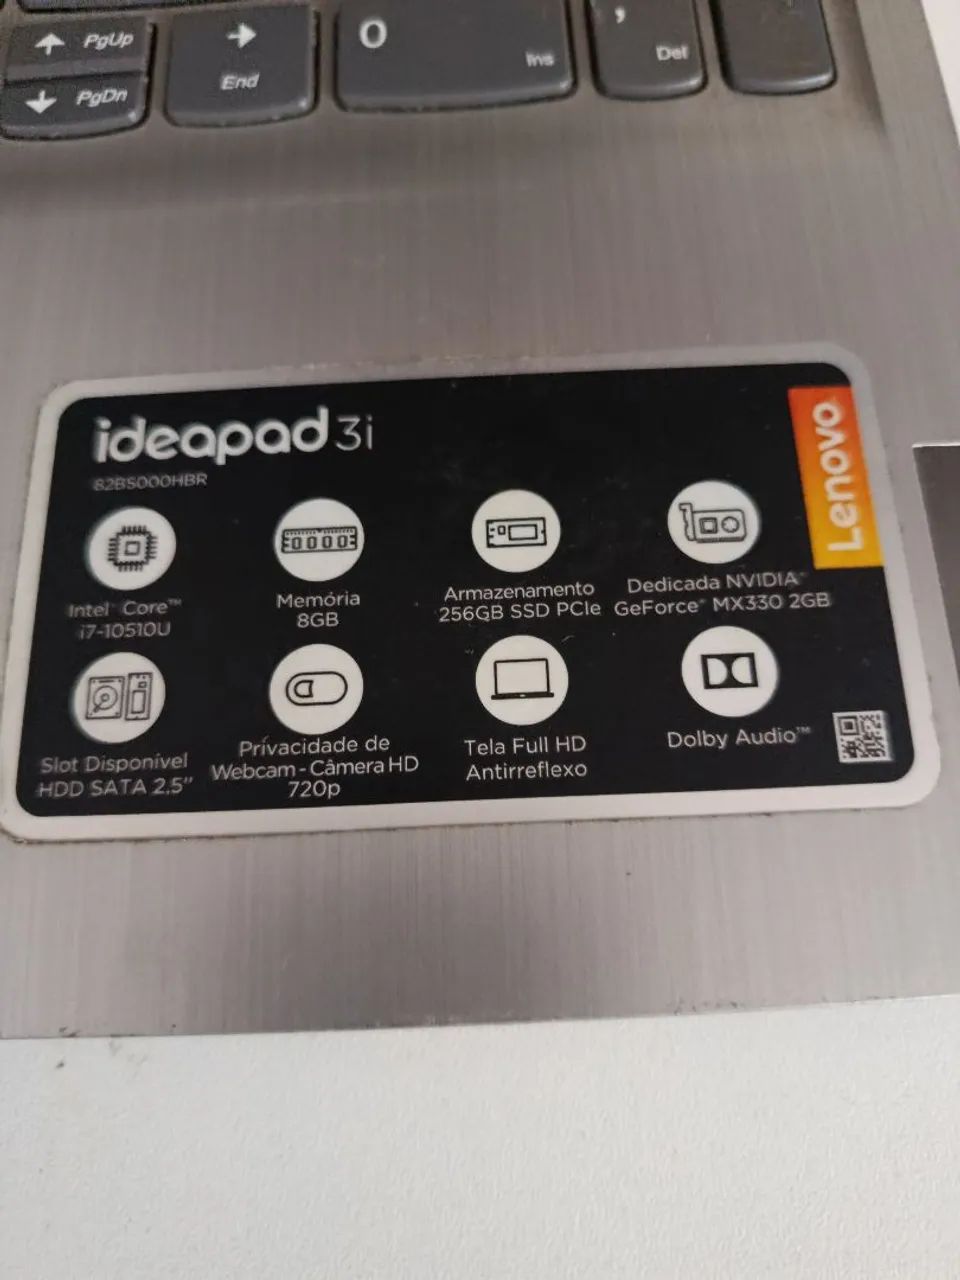 PgUp
End
PgDn
0
Ins
,
Del
ideapad 3i
82BS000HBR
Lenovo
Intel Core™
i7-10510U
Memória
8GB
Armazenamento
256GB SSD PCIe
Dedicada NVIDIA®
GeForce® MX330 2GB
Slot Disponível
HDD SATA 2.5"
Privacidade de
Webcam - Câmera HD
720p
Tela Full HD
Antirreflexo
Dolby Audio™